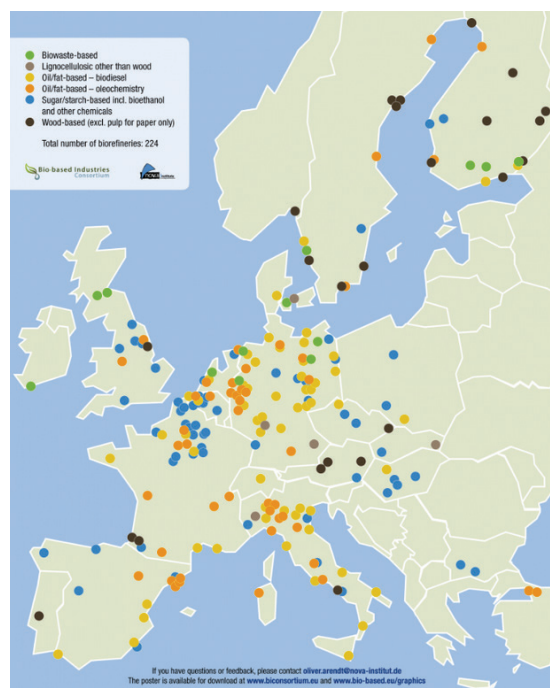 Biowaste-based
Lignocellulosic other than wood
Oil/fat-based – biodiesel
Oil/fat-based – oleochemistry
Sugar/starch-based incl. bioethanol
and other chemicals
Wood-based (excl. pulp for paper only)
Total number of biorefineries: 224
Bio-based Industries
Consortium
If you have questions or feedback, please contact oliver.arendt@nova-institut.de
The poster is available for download at www.biconsortium.eu and www.bio-based.eu/graphics